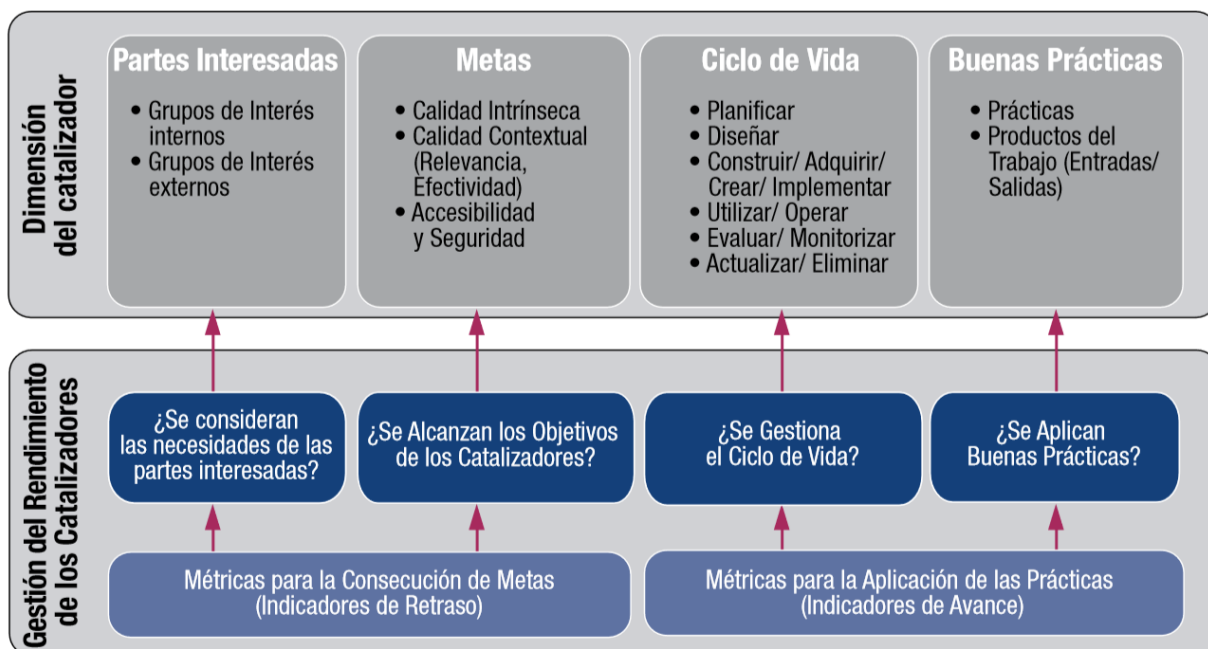 Dimensión
del catalizador
Partes Interesadas
• Grupos de Interés
internos
• Grupos de Interés
externos
Metas
• Calidad Intrínseca
• Calidad Contextual
(Relevancia,
Efectividad)
• Accesibilidad
y Seguridad
Ciclo de Vida
• Planificar
• Diseñar
• Construir/ Adquirir/
Crear/ Implementar
• Utilizar/ Operar
• Evaluar/ Monitorizar
• Actualizar/ Eliminar
Buenas Prácticas
• Prácticas
• Productos del
Trabajo (Entradas/
Salidas)
Gestión del Rendimiento
de los Catalizadores
¿Se consideran
las necesidades de las
partes interesadas?
¿Se Alcanzan los Objetivos
de los Catalizadores?
¿Se Gestiona
el Ciclo de Vida?
¿Se Aplican
Buenas Prácticas?
Métricas para la Consecución de Metas
(Indicadores de Retraso)
Métricas para la Aplicación de las Prácticas
(Indicadores de Avance)